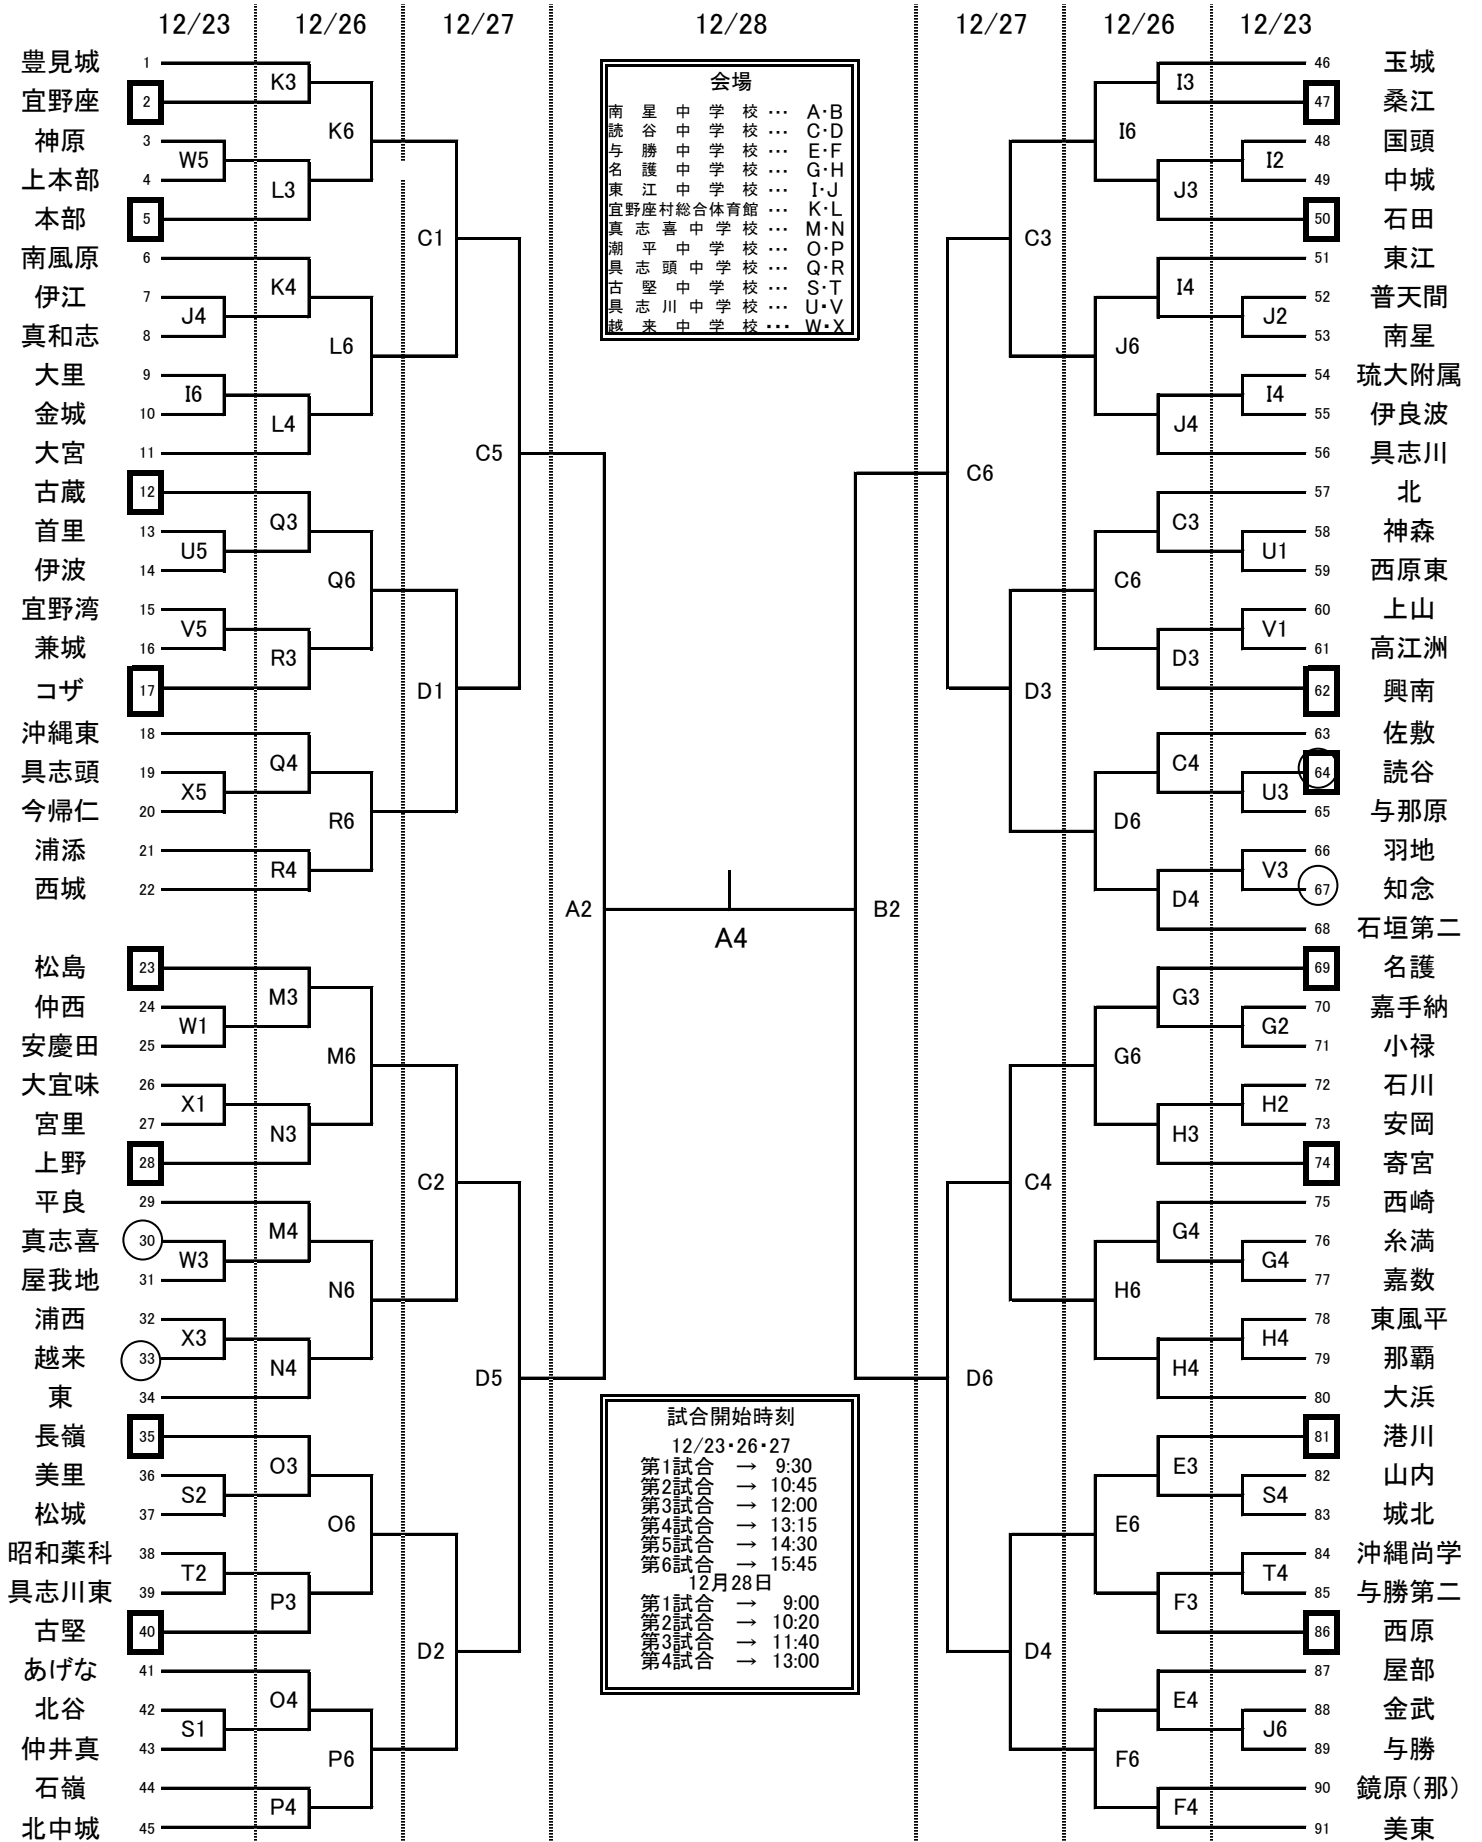 12/23 12/26 12/27 12/28 12/27 12/26 12/23
豊見城 1
宜野座 2
神原 3
上本部 4
本部 5
南風原 6
伊江 7
真和志 8
大里 9
金城 10
大宮 11
古蔵 12
首里 13
伊波 14
宜野湾 15
兼城 16
コザ 17
沖縄東 18
具志頭 19
今帰仁 20
浦添 21
西城 22
松島 23
仲西 24
安慶田 25
大宜味 26
宮里 27
上野 28
平良 29
真志喜 30
屋我地 31
浦西 32
越来 33
東 34
長嶺 35
美里 36
松城 37
昭和薬科 38
具志川東 39
古堅 40
あげな 41
北谷 42
仲井真 43
石嶺 44
北中城 45
W5
J4
I6
U5
V5
X5
W1
X1
W3
X3
S2
T2
S1
K3
L3
K4
L4
Q3
R3
Q4
R4
M3
N3
M4
N4
O3
P3
O4
P4
K6
L6
Q6
R6
M6
N6
O6
P6
C1
D1
C2
D2
C5
D5
A2
会場
南星中学校… A・B
読谷中学校… C・D
与勝中学校… E・F
名護中学校… G・H
東江中学校… I・J
宜野座村総合体育館… K・L
真志喜中学校… M・N
潮平中学校… O・P
具志頭中学校… Q・R
古堅中学校… S・T
具志川中学校… U・V
越来中学校… W・X
A4
試合開始時刻
12/23・26・27
第1試合 → 9:30
第2試合 → 10:45
第3試合 → 12:00
第4試合 → 13:15
第5試合 → 14:30
第6試合 → 15:45
12月28日
第1試合 → 9:00
第2試合 → 10:20
第3試合 → 11:40
第4試合 → 13:00
B2
C6
D6
C3
D3
C4
D4
I6
J6
C6
D6
G6
H6
E6
F6
I3
J3
I4
J4
C3
D3
C4
D4
G3
H3
G4
H4
E3
F3
E4
F4
I2
J2
I4
U1
V1
U3
V3
G2
H2
G4
H4
S4
T4
J6
46 玉城
47 桑江
48 国頭
49 中城
50 石田
51 東江
52 普天間
53 南星
54 琉大附属
55 伊良波
56 具志川
57 北
58 神森
59 西原東
60 上山
61 高江洲
62 興南
63 佐敷
64 読谷
65 与那原
66 羽地
67 知念
68 石垣第二
69 名護
70 嘉手納
71 小禄
72 石川
73 安岡
74 寄宮
75 西崎
76 糸満
77 嘉数
78 東風平
79 那覇
80 大浜
81 港川
82 山内
83 城北
84 沖縄尚学
85 与勝第二
86 西原
87 屋部
88 金武
89 与勝
90 鏡原(那)
91 美東